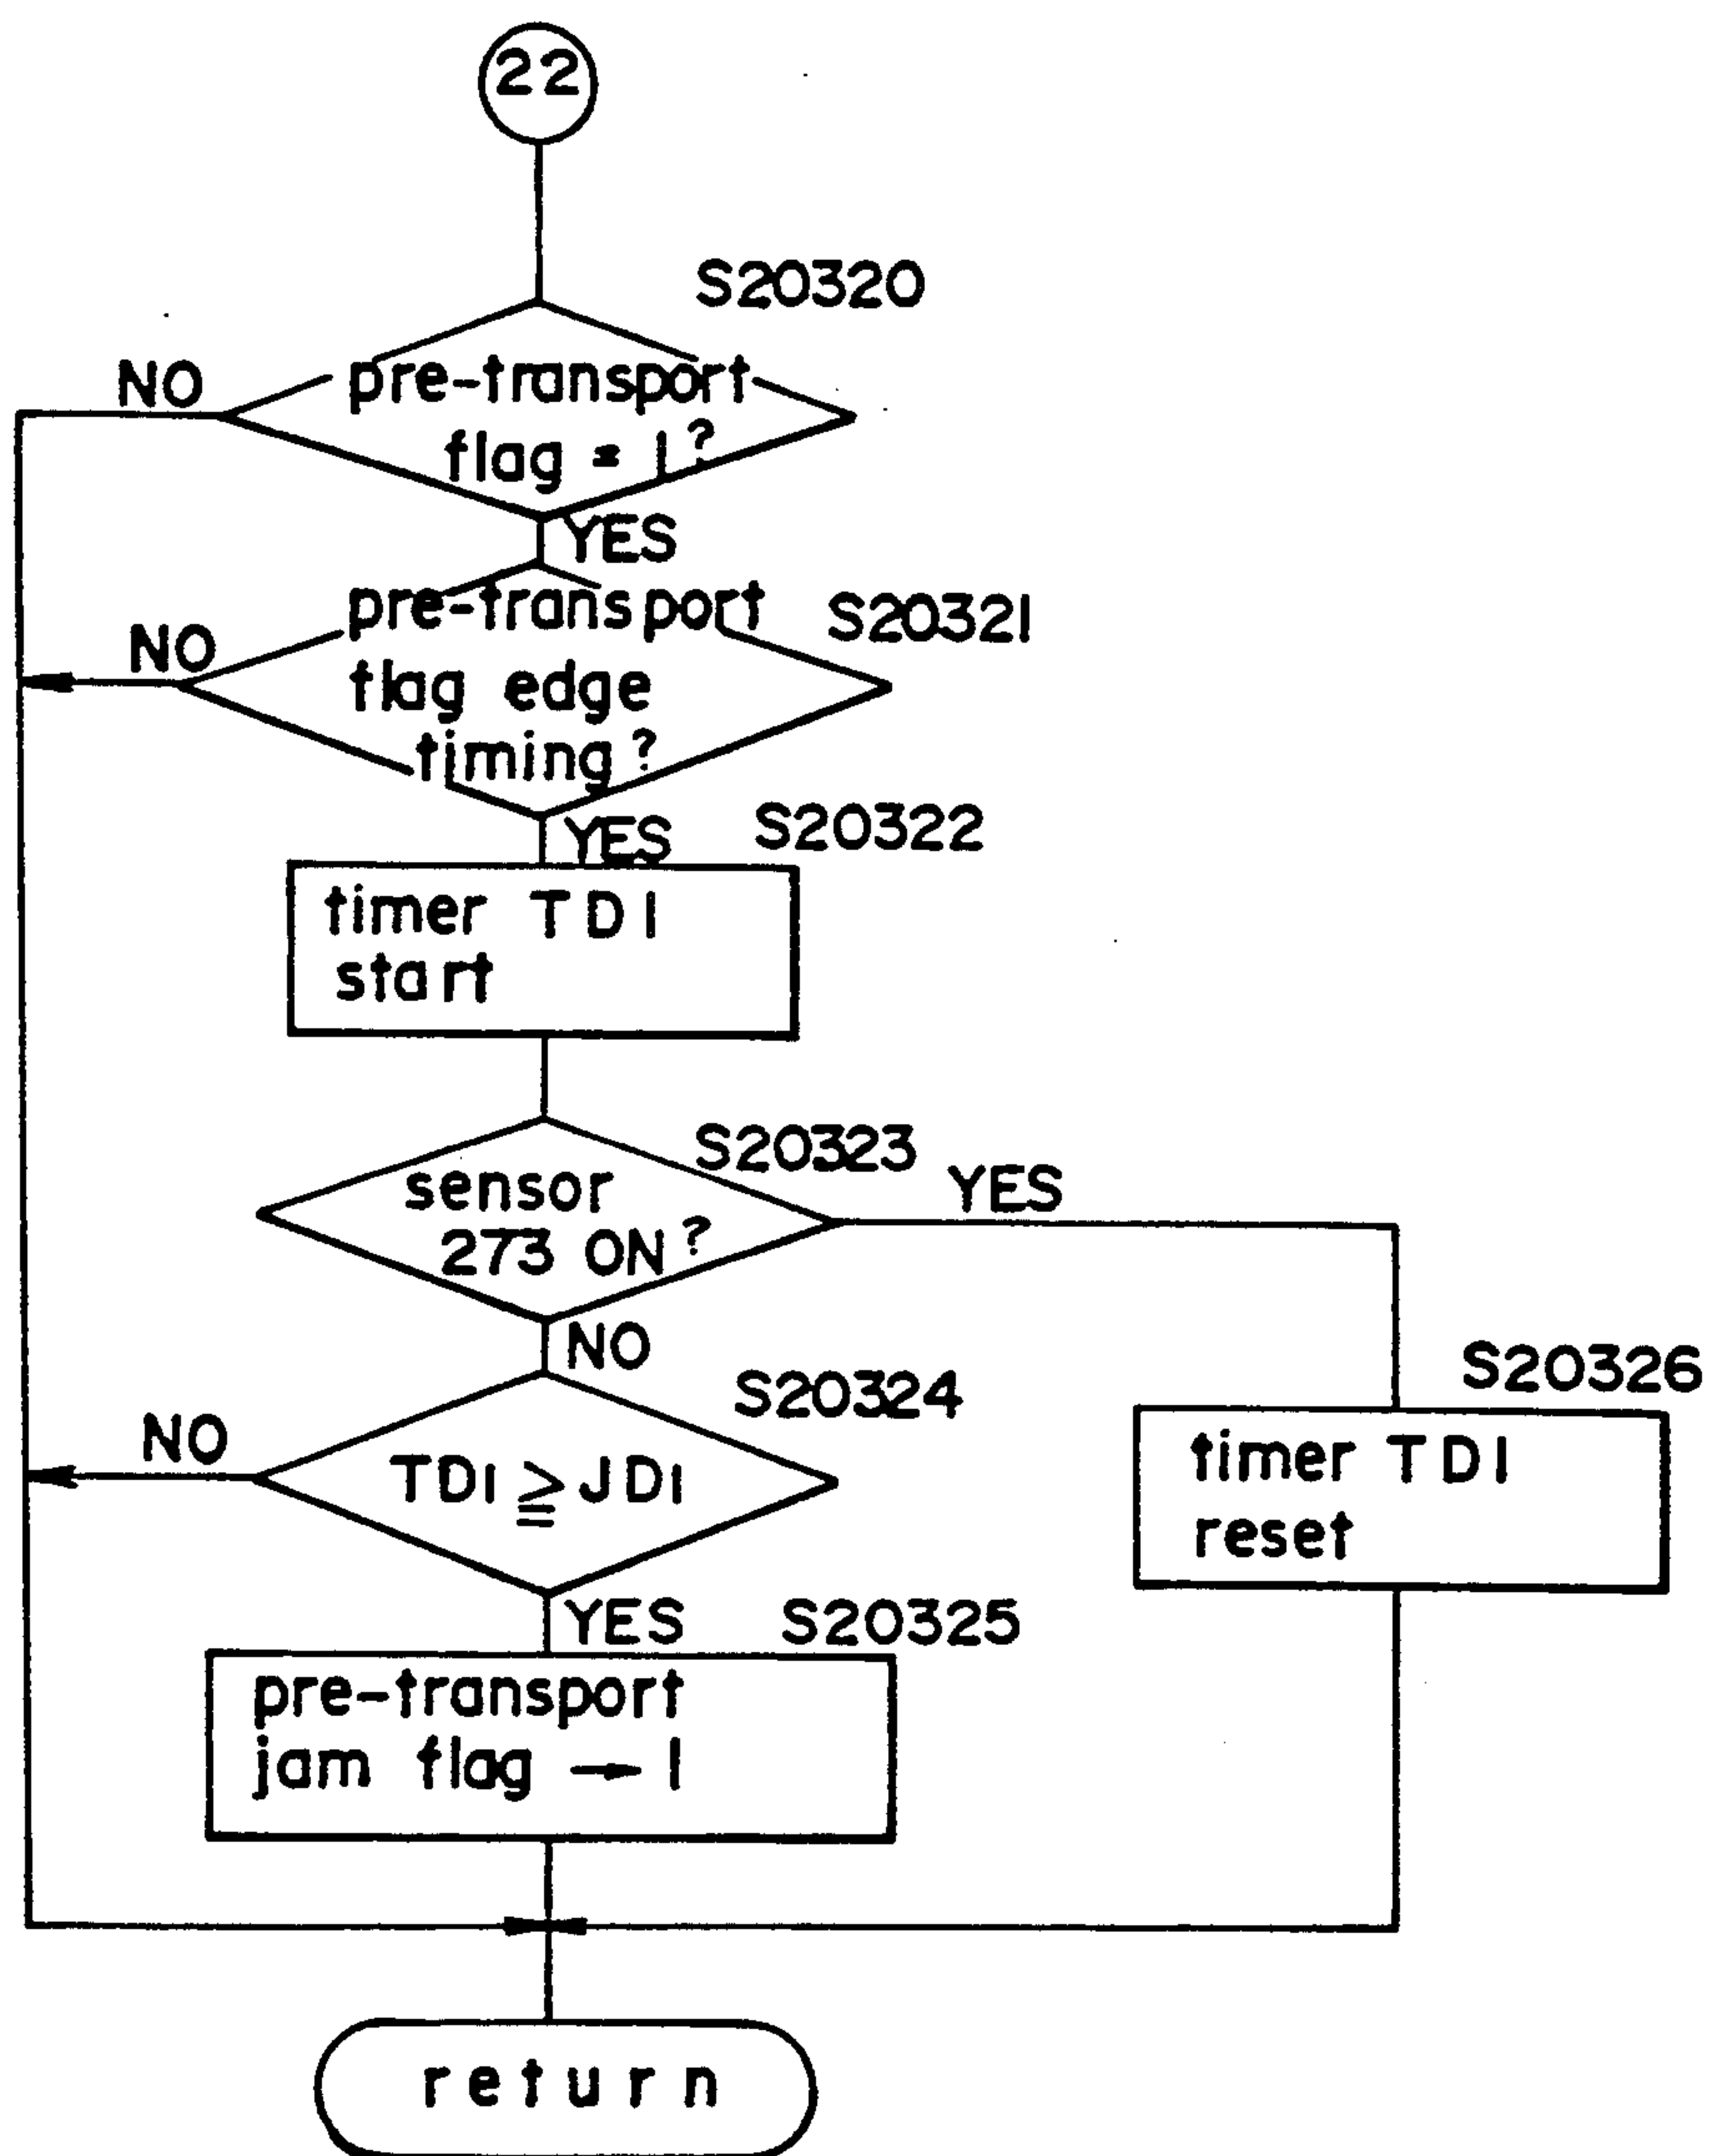 22
S20320
NO
pre-transport
flag = 1?
YES
pre-transport
S20321
NO
flag edge
timing?
YES
S20322
timer TD1
start
S20323
sensor
YES
273 ON?
NO
S20326
S20324
NO
TD1 ≧ JD1
timer TD1
reset
YES
S20325
pre-transport
jam flag → 1
return